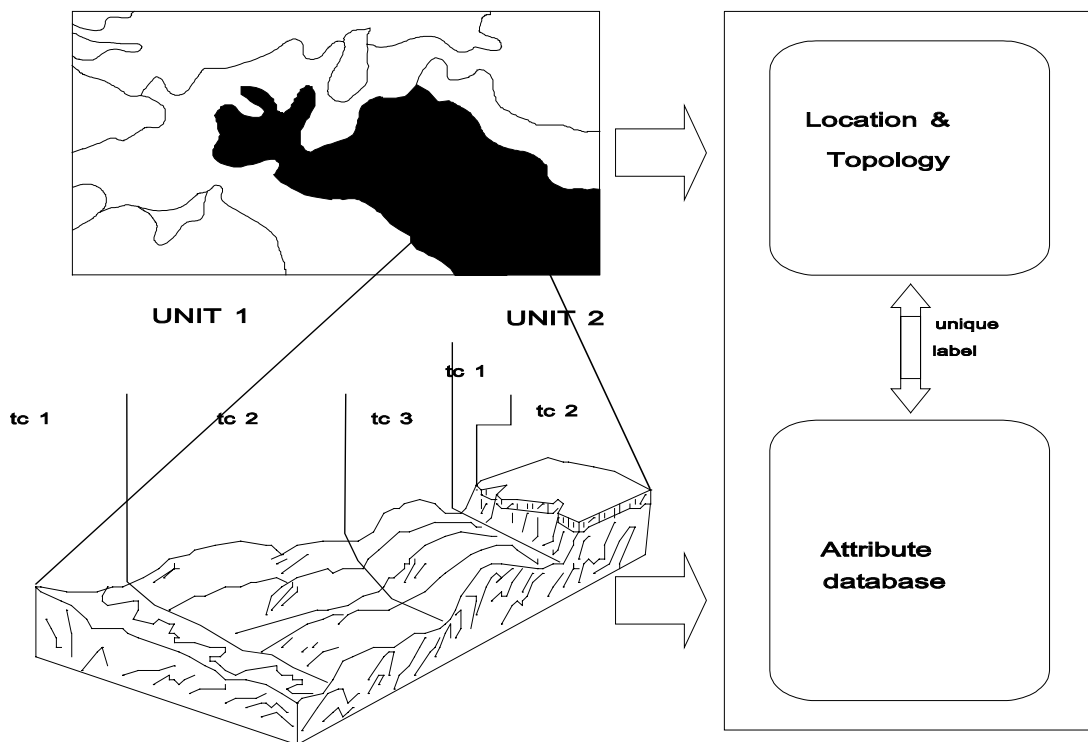 Location &
Topology
UNIT 1
UNIT 2
unique
label
tc 1
tc 1
tc 2
tc 3
tc 2
Attribute
database